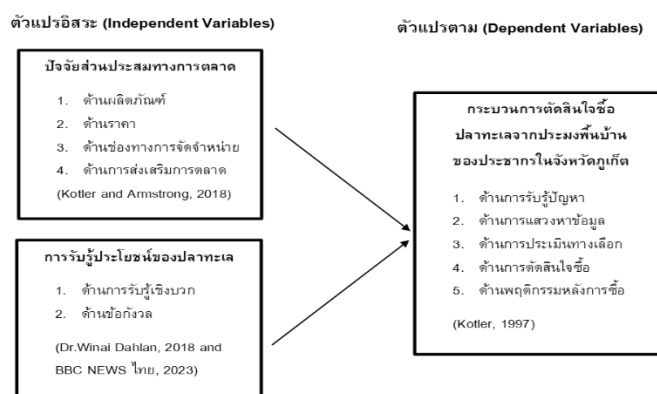 ตัวแปรอิสระ (Independent Variables)
ปัจจัยส่วนประสมทางการตลาด
1. ด้านผลิตภัณฑ์
2. ด้านราคา
3. ด้านช่องทางการจัดจำหน่าย
4. ด้านการส่งเสริมการตลาด
(Kotler and Armstrong, 2018)
การรับรู้ประโยชน์ของปลาทะเล
1. ด้านการรับรู้เชิงบวก
2. ด้านข้อกังวล
(Dr.Winai Dahlan, 2018 and
BBC NEWS ไทย, 2023)
ตัวแปรตาม (Dependent Variables)
กระบวนการตัดสินใจซื้อ
ปลาทะเลจากประมงพื้นบ้าน
ของประชากรในจังหวัดภูเก็ต
1. ด้านการรับรู้ปัญหา
2. ด้านการแสวงหาข้อมูล
3. ด้านการประเมินทางเลือก
4. ด้านการตัดสินใจซื้อ
5. ด้านพฤติกรรมหลังการซื้อ
(Kotler, 1997)